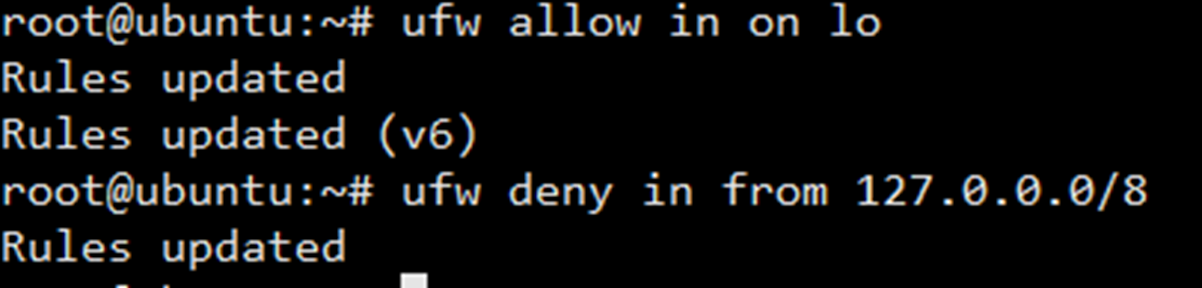 root@ubuntu:~# ufw allow in on lo
Rules updated
Rules updated (v6)
root@ubuntu:~# ufw deny in from 127.0.0.0/8
Rules updated